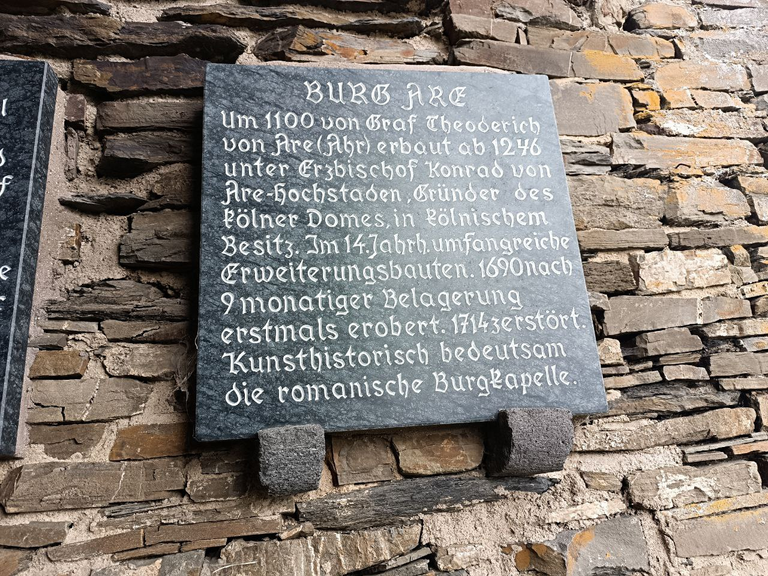 BURG ARE
Um 1100 von Graf Theoderich
von Are (Ahr) erbaut ab 1246
unter Erzbischof Konrad von
Are-Hochstaden, Gründer des
kölner Domes, in kölnischem
Besitz. Im 14. Jahrh. umfangreiche
Erweiterungsbauten. 1690 nach
9 monatiger Belagerung
erstmals erobert. 1714 zerstört.
Kunsthistorisch bedeutsam
die romanische Burgkapelle.